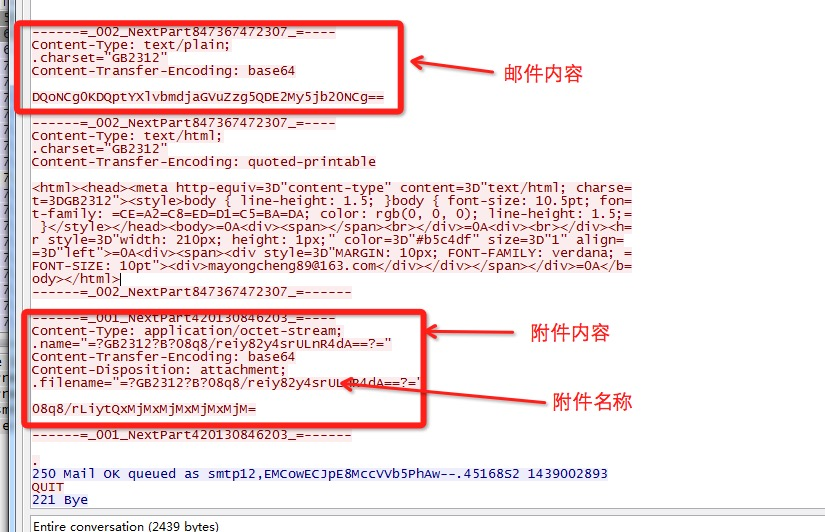 ------=_002_NextPart847367472307_=----
Content-Type: text/plain;
.charset="GB2312"
Content-Transfer-Encoding: base64
邮件内容
DQoNCg0KDQptYXlvbmdjaGVuZzg5QDE2My5jb20NCg==
------=_002_NextPart847367472307_=----
Content-Type: text/html;
.charset="GB2312"
Content-Transfer-Encoding: quoted-printable
<html><head><meta http-equiv=3D"content-type" content=3D"text/html; charse=
t=3DGB2312"><style>body { line-height: 1.5; }body { font-size: 10.5pt; fon=
t-family: =CE=A2=C8=ED=D1=C5=BA=DA; color: rgb(0, 0, 0); line-height: 1.5;=
 }</style></head><body>=0A<div><span></span><br></div>=0A<div><br></div><h=
r style=3D"width: 210px; height: 1px;" color=3D"#b5c4df" size=3D"1" align=
=3D"left">=0A<div><span><div style=3D"MARGIN: 10px; FONT-FAMILY: verdana; =
FONT-SIZE: 10pt"><div>mayongcheng89@163.com</div></div></span></div>=0A</b=
ody></html>
------=_002_NextPart847367472307_=------
------=_001_NextPart420130846203_=----
Content-Type: application/octet-stream;
附件内容
.name="=?GB2312?B?08q8/reiy82y4srULnR4dA==?="
Content-Transfer-Encoding: base64
Content-Disposition: attachment;
.filename="=?GB2312?B?08q8/reiy82y4srULnR4dA==?="
附件名称
08q8/rLiytQxMjMxMjMxMjMxMjM=
------=_001_NextPart420130846203_=------
.
250 Mail OK queued as smtp12,EMCowECJpE8MccVVb5PhAw--.45168S2 1439002893
QUIT
221 Bye
Entire conversation (2439 bytes)